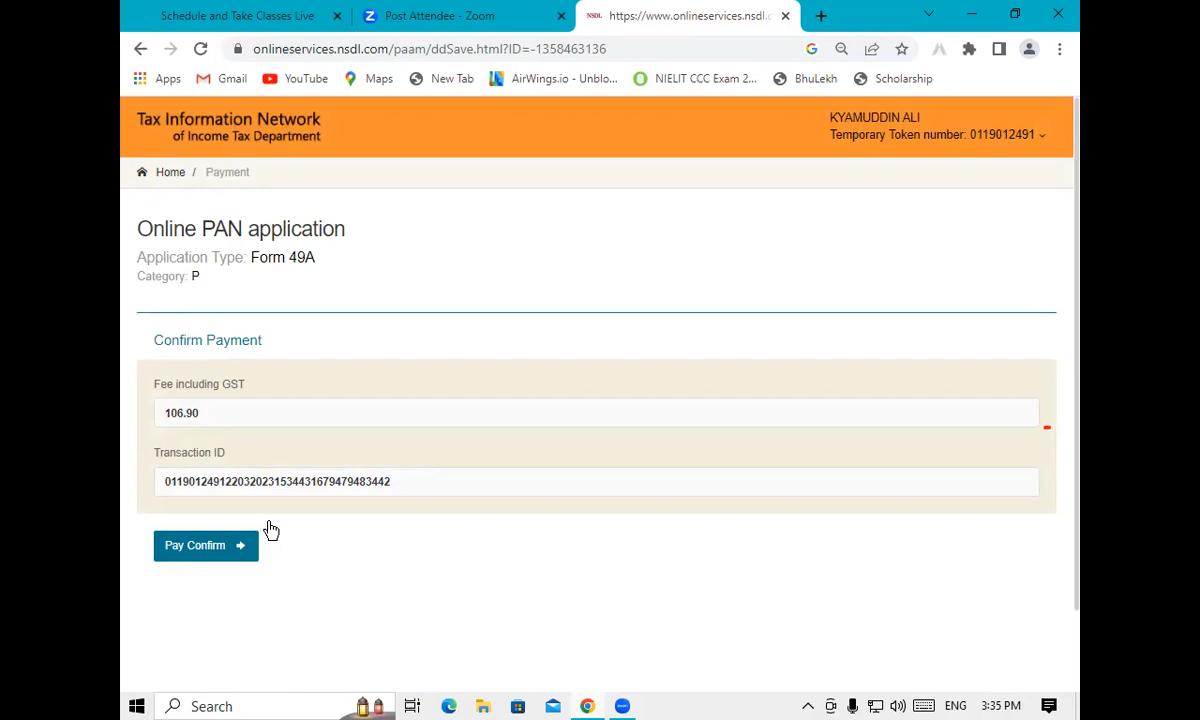 Schedule and Take Classes Live
Post Attendee - Zoom
NSDL https://www.onlineservices.nsdl.c
onlineservices.nsdl.com/paam/ddSave.html?ID=-1358463136
Apps Gmail YouTube Maps New Tab AirWings.io - Unblo... NIELIT CCC Exam 2... BhuLekh Scholarship
Tax Information Network
of Income Tax Department
KYAMUDDIN ALI
Temporary Token number: 0119012491
Home / Payment
Online PAN application
Application Type: Form 49A
Category: P
Confirm Payment
Fee including GST
106.90
Transaction ID
0119012491220320231534431679479483442
Pay Confirm
Search
ENG 3:35 PM